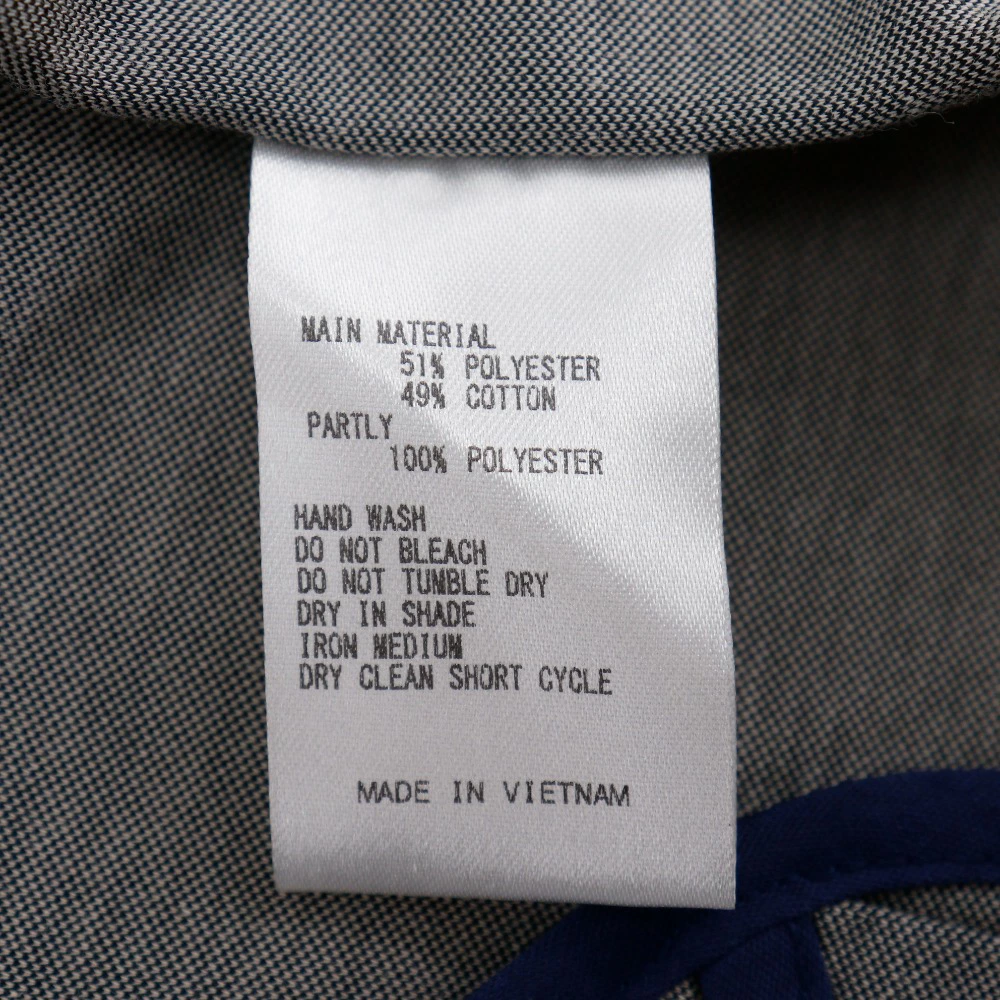 MAIN MATERIAL
51% POLYESTER
49% COTTON
PARTLY
100% POLYESTER
HAND WASH
DO NOT BLEACH
DO NOT TUMBLE DRY
DRY IN SHADE
IRON MEDIUM
DRY CLEAN SHORT CYCLE
MADE IN VIETNAM